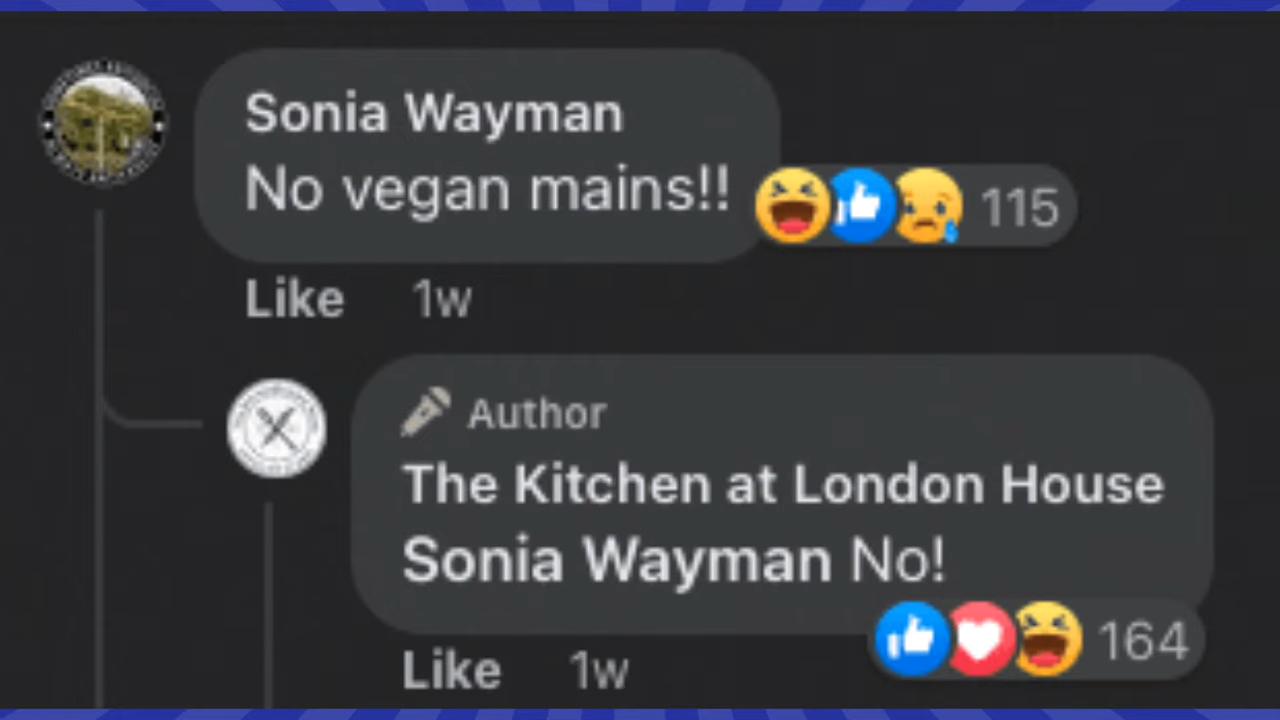 Sonia Wayman
No vegan mains!!
115
Like 1w
Author
The Kitchen at London House
Sonia Wayman No!
164
Like 1w